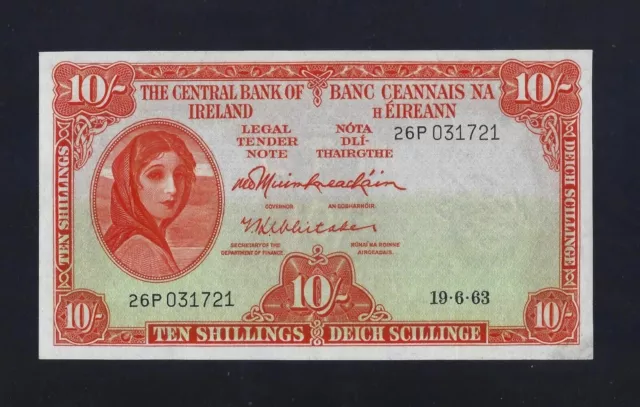 10/-
10/-
THE CENTRAL BANK OF
IRELAND
BANC CEANNAIS NA
H ÉIREANN
LEGAL
TENDER
NOTE
NÓTA
DLÍ-
THAIRGTHE
26P 031721
GOVERNOR
AN GOBHARNÓIR.
SECRETARY OF THE
DEPARTMENT OF FINANCE.
RÚNAÍ NA ROINNE
AIRGEADAIS.
TEN SHILLINGS
DEICH SCILLINGE
26P 031721
10/-
19·6·63
10/-
10/-
TEN SHILLINGS
DEICH SCILLINGE